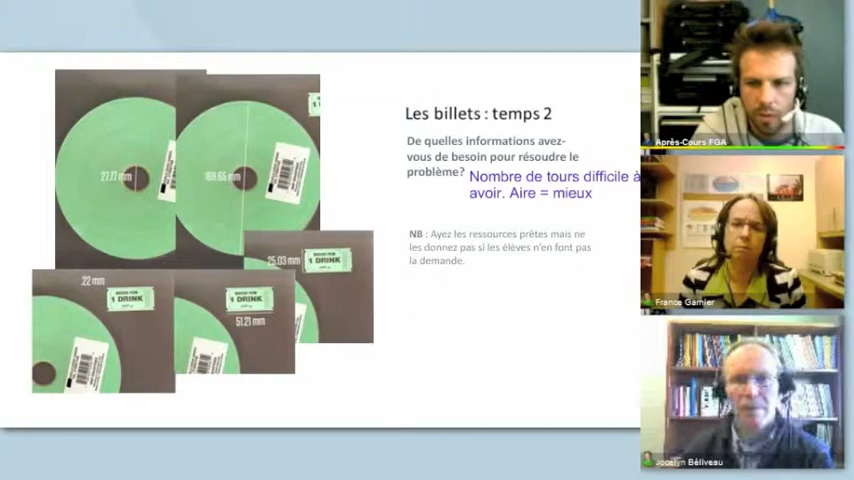 Les billets : temps 2
De quelles informations avez-
vous de besoin pour résoudre le
problème?
Nombre de tours difficile à
avoir. Aire = mieux
NB : Ayez les ressources prêtes mais ne
les donnez pas si les élèves n'en font pas
la demande.
27.77 mm
168.65 mm
25.03 mm
1 DRINK
.22 mm
1 DRINK
1 DRINK
51.21 mm
Après-Cours FGA
France Garnier
Jocelyn Béliveau